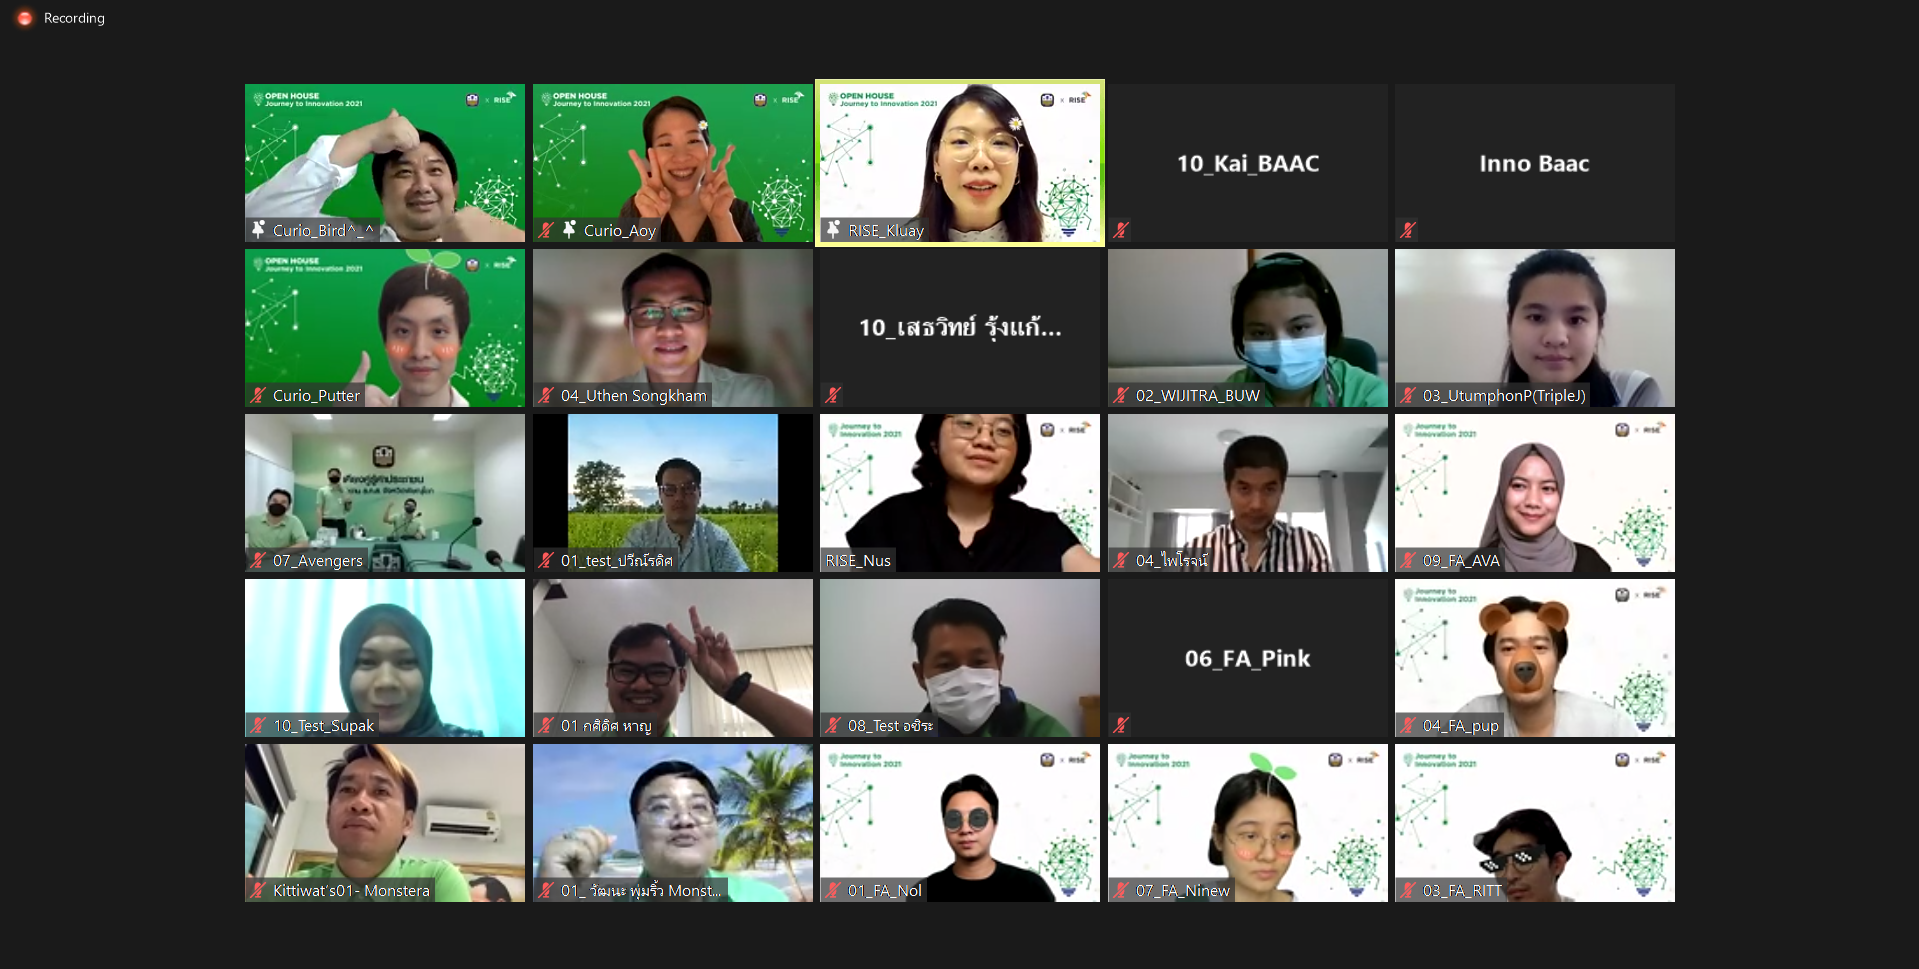 Recording
OPEN HOUSE
Journey to Innovation 2021
x RISE
Curio_Bird^_^
OPEN HOUSE
Journey to Innovation 2021
x RISE
Curio_Aoy
OPEN HOUSE
Journey to Innovation 2021
x RISE
RISE_Kluay
10_Kai_BAAC
Inno Baac
OPEN HOUSE
Journey to Innovation 2021
x RISE
Curio_Putter
04_Uthen Songkham
10_เสธวิทย์ รุ้งแก้...
02_WIJITRA_BUW
03_UtumphonP(TripleJ)
07_Avengers
01_test_ปวีณ์รดิศ
Journey to
Innovation 2021
x RISE
RISE_Nus
04_ไพโรจน์
Journey to
Innovation 2021
x RISE
09_FA_AVA
10_Test_Supak
01 กศิดิศ หาญ
08_Test อชิระ
06_FA_Pink
Journey to
Innovation 2021
x RISE
04_FA_pup
Kittiwat's01- Monstera
01_ วัฒนะ พุ่มริ้ว Monst...
Journey to
Innovation 2021
x RISE
01_FA_Nol
Journey to
Innovation 2021
x RISE
07_FA_Ninew
Journey to
Innovation 2021
x RISE
03_FA_RITT